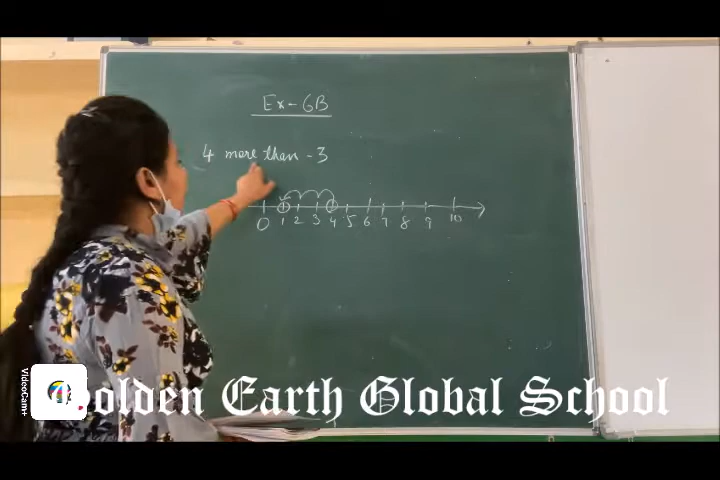 Ex- 6B
4 more than -3
0 1 2 3 4 5 6 7 8 9 10
VideoCam+
Golden Earth Global School